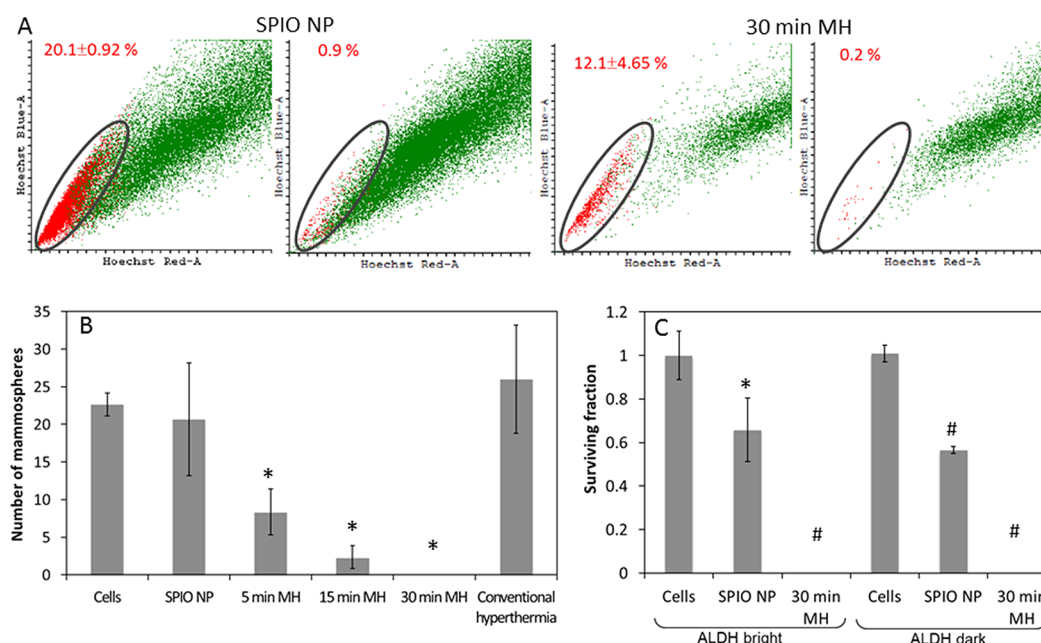 A
SPIO NP
30 min MH
20.1±0.92 %
0.9 %
12.1±4.65 %
0.2 %
Hoechst Blue-A
Hoechst Blue-A
Hoechst Blue-A
Hoechst Blue-A
Hoechst Red-A
Hoechst Red-A
Hoechst Red-A
Hoechst Red-A
B
Number of mammospheres
35
30
25
20
15
10
5
0
*
*
*
Cells
SPIO NP
5 min MH
15 min MH
30 min MH
Conventional
hyperthermia
C
Surviving fraction
1.2
1
0.8
0.6
0.4
0.2
0
*
#
#
#
Cells
SPIO NP
30 min
MH
Cells
SPIO NP
30 min
MH
ALDH bright
ALDH dark